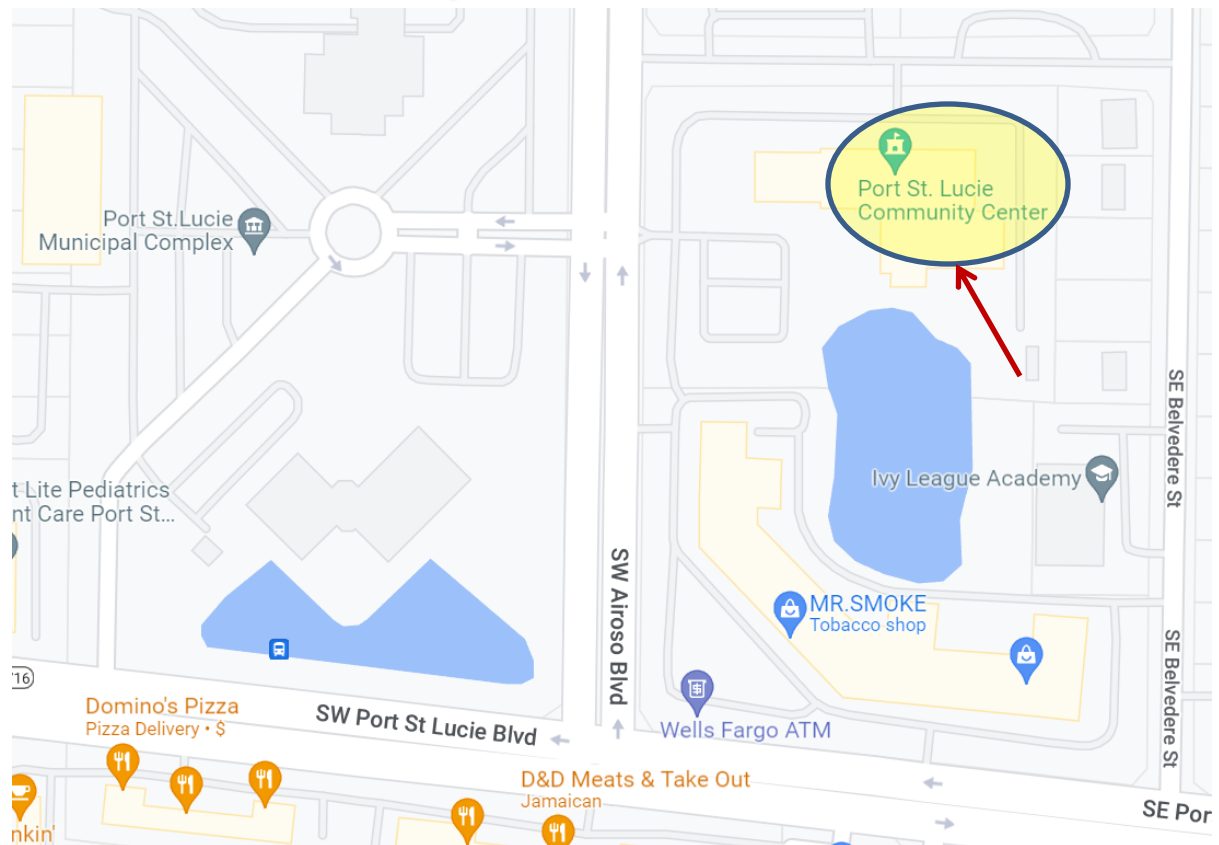 Port St. Lucie
Community Center
Port St.Lucie
Municipal Complex
SE Belvedere St
Ivy League Academy
t Lite Pediatrics
nt Care Port St...
SW Airoso Blvd
MR.SMOKE
Tobacco shop
SE Belvedere St
16
Domino's Pizza
Pizza Delivery • $
SW Port St Lucie Blvd
$
Wells Fargo ATM
D&D Meats & Take Out
Jamaican
SE Por
nkin'